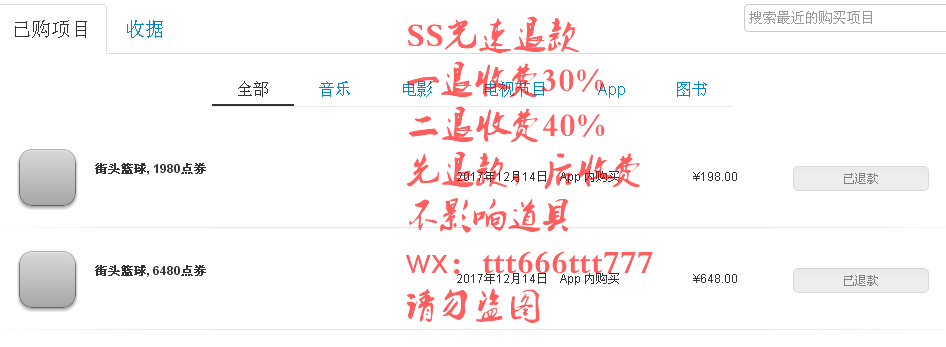 已购项目 收据 搜索最近的购买项目
SS光速退款
一退收费30%
全部 音乐 电影 电视节目 App 图书
二退收费40%
先退款，后收费
街头篮球, 1980点券 2017年12月14日 App 内购买 ¥198.00 已退款
不影响道具
WX：ttt666ttt777
街头篮球, 6480点券 2017年12月14日 App 内购买 ¥648.00 已退款
请勿盗图